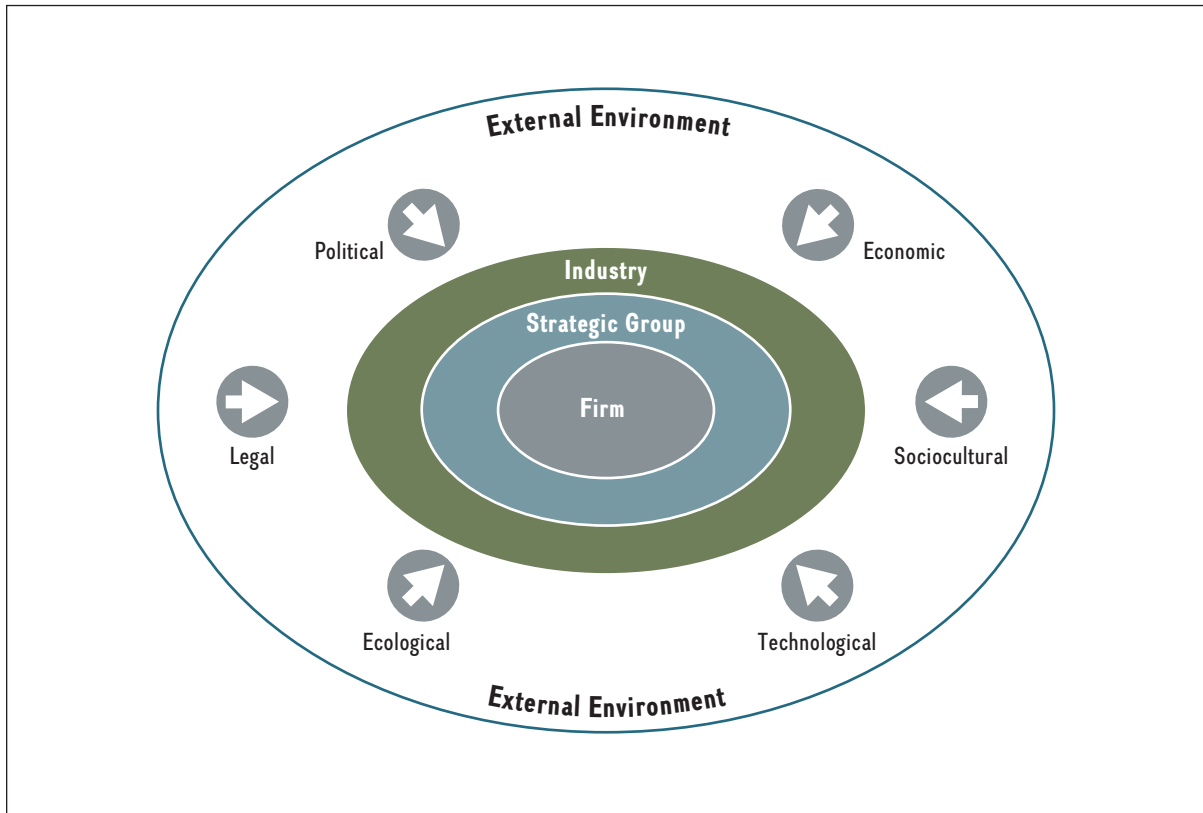 External Environment
Political
Economic
Industry
Strategic Group
Firm
Legal
Sociocultural
Ecological
Technological
External Environment